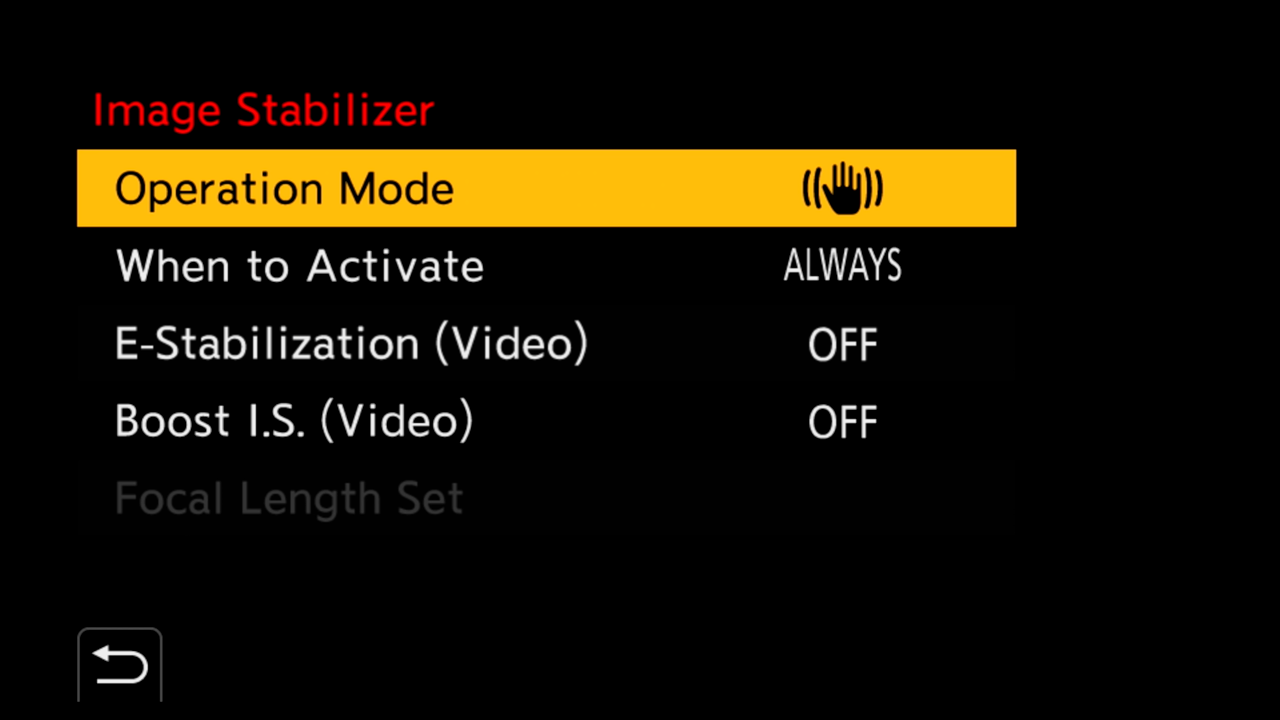 Image Stabilizer
Operation Mode
When to Activate ALWAYS
E-Stabilization (Video) OFF
Boost I.S. (Video) OFF
Focal Length Set